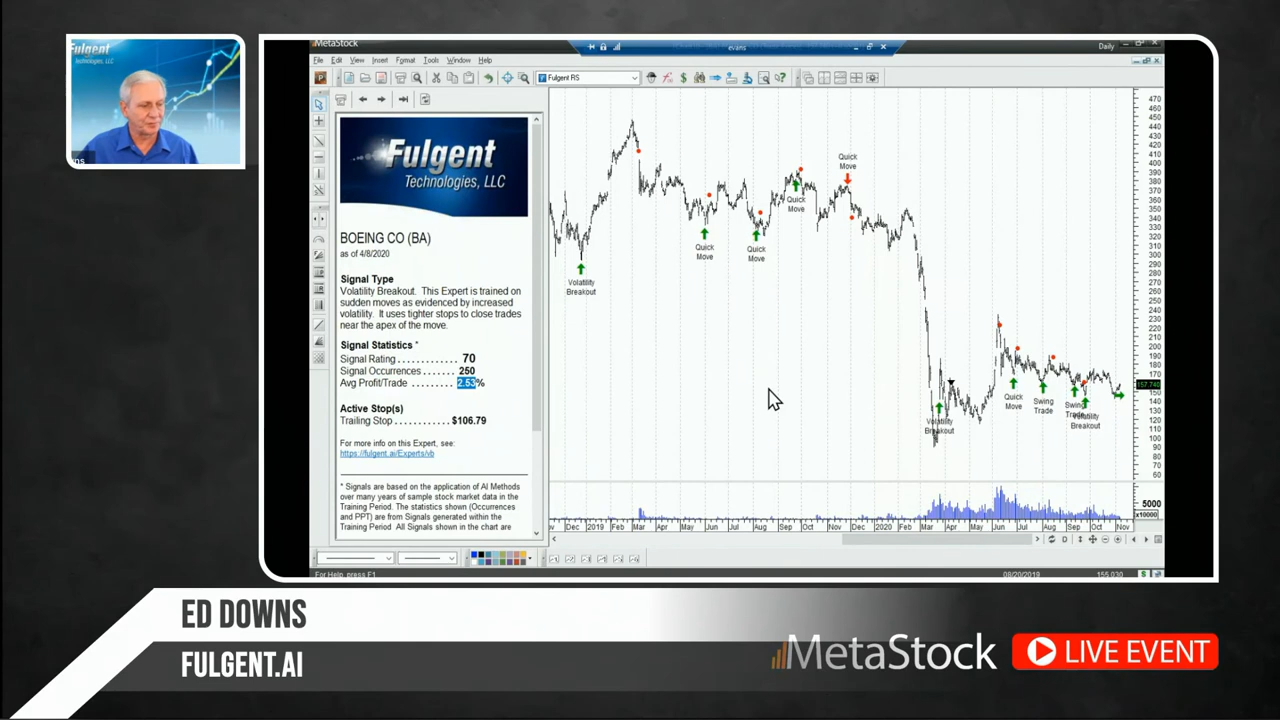 Fulgent
Technologies, LLC
ns
MetaStock
evans
Daily
File Edit View Insert Format Tools Window Help
Fulgent RS
Fulgent
Technologies, LLC
BOEING CO (BA)
as of 4/8/2020
Signal Type
Volatility Breakout. This Expert is trained on
sudden moves as evidenced by increased
volatility. It uses tighter stops to close trades
near the apex of the move.
Signal Statistics *
Signal Rating . . . . . . . . . . . . 70
Signal Occurrences . . . . . . . 250
Avg Profit/Trade . . . . . . . . . 2.53%
Active Stop(s)
Trailing Stop . . . . . . . . . . . $106.79
For more info on this Expert, see:
https://fulgent.ai/Experts/vb
* Signals are based on the application of AI Methods
over many years of sample stock market data in the
Training Period. The statistics shown (Occurrences
and PPT) are from Signals generated within the
Training Period. All Signals shown in the chart are
Volatility
Breakout
Quick
Move
Quick
Move
Quick
Move
Quick
Move
Volatility
Breakout
Quick
Move
Swing
Trade
Swing
Trade
Volatility
Breakout
470
460
450
440
430
420
410
400
390
380
370
360
350
340
330
320
310
300
290
280
270
260
250
240
230
220
210
200
190
180
170
157.740
140
130
120
110
100
90
80
70
60
5000
x10000
Dec 2019 Feb Mar Apr May Jun Jul Aug Sep Oct Nov Dec 2020 Feb Mar Apr May Jun Jul Aug Sep Oct Nov
For Help, press F1
08/20/2019
155.030
ED DOWNS
FULGENT.AI
MetaStock
LIVE EVENT